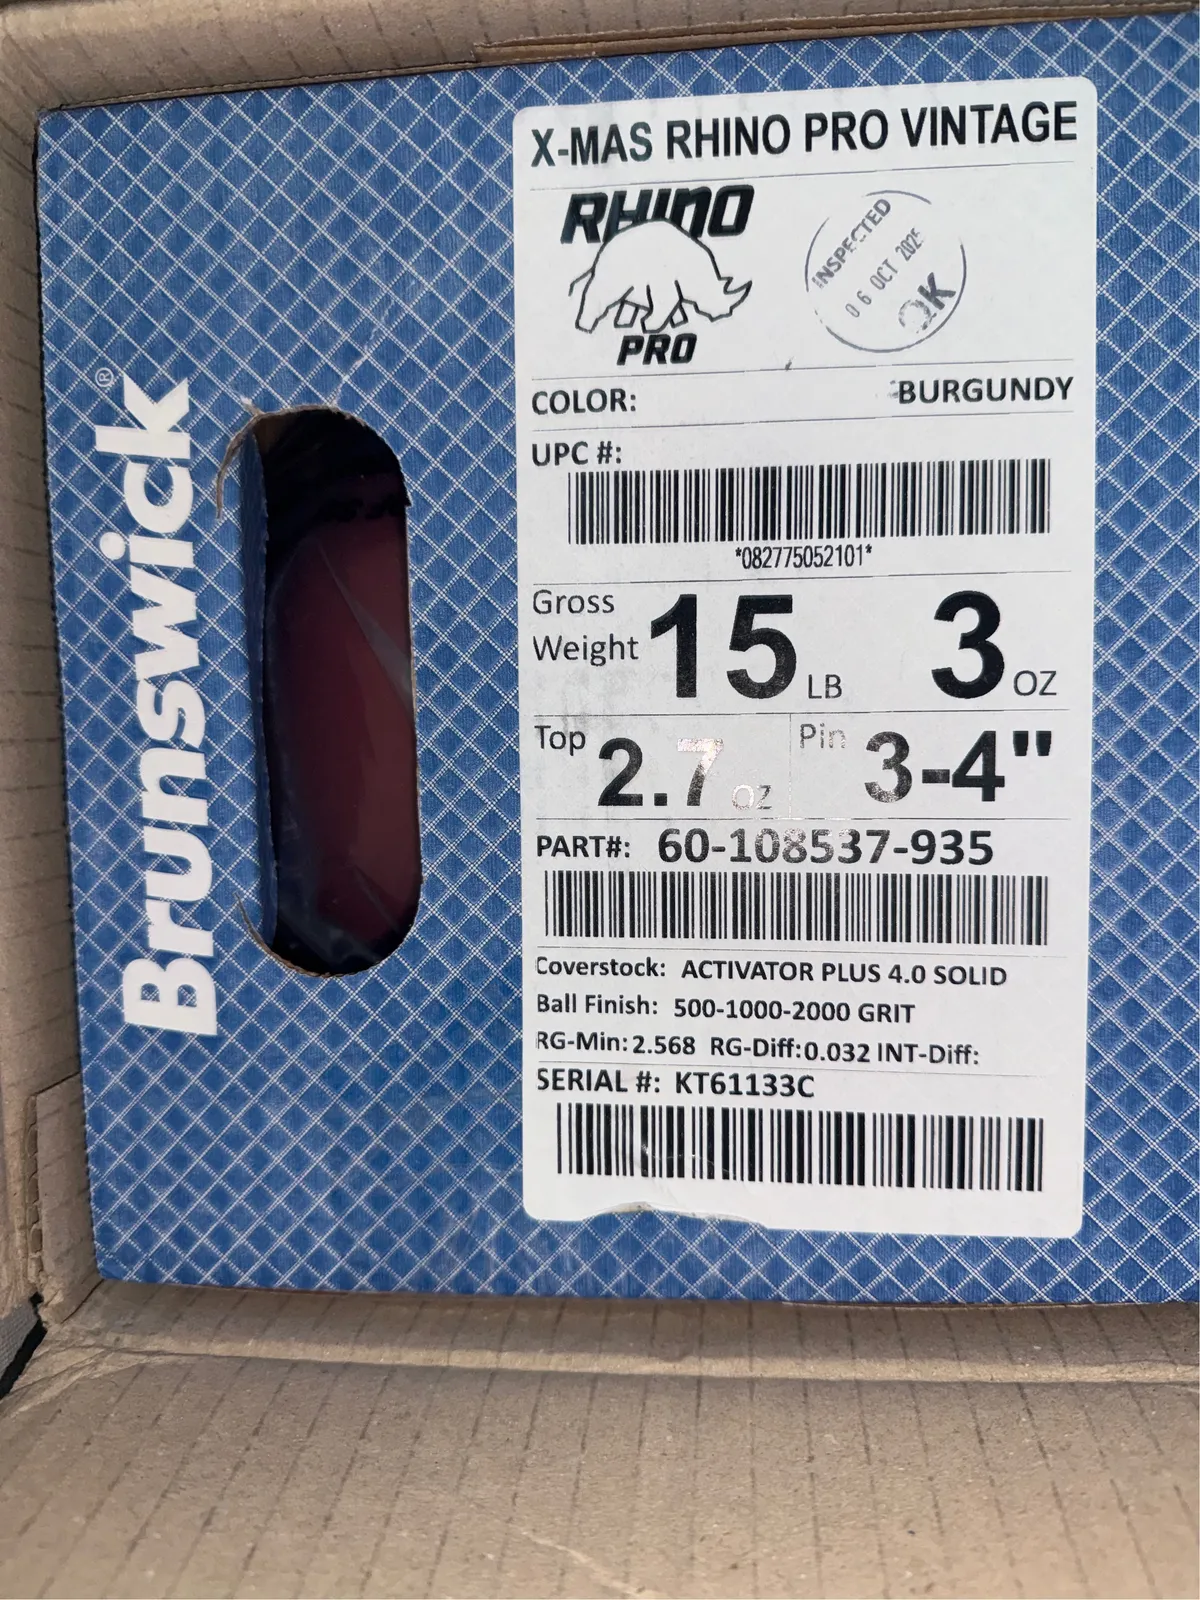 Brunswick®
X-MAS RHINO PRO VINTAGE
RHINO
PRO
INSPECTED
06 OCT 2025
OK
COLOR: BURGUNDY
UPC #:
*082775052101*
Gross Weight 15 LB 3 OZ
Top 2.7 OZ Pin 3-4"
PART#: 60-108537-935
Coverstock: ACTIVATOR PLUS 4.0 SOLID
Ball Finish: 500-1000-2000 GRIT
RG-Min: 2.568 RG-Diff: 0.032 INT-Diff:
SERIAL #: KT61133C